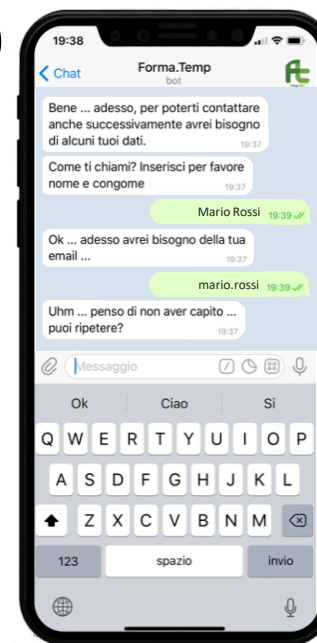 19:38
Chat
Forma.Temp
bot
Bene ... adesso, per poterti contattare
anche successivamente avrei bisogno
di alcuni tuoi dati. 19:37
Come ti chiami? Inserisci per favore
nome e congome 19:37
Mario Rossi 19:39
Ok ... adesso avrei bisogno della tua
email ... 19:37
mario.rossi 19:39
Uhm ... penso di non aver capito ...
puoi ripetere? 19:37
Messaggio
Ok Ciao Si
Q W E R T Y U I O P
A S D F G H J K L
Z X C V B N M
123 spazio invio